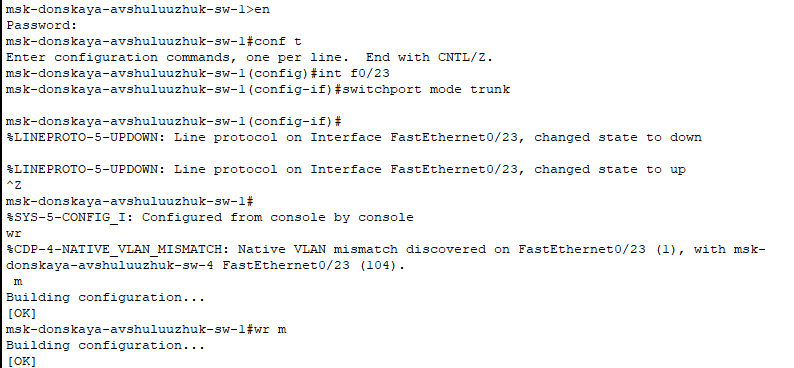 msk-donskaya-avshuluuzhuk-sw-1>en
Password:
msk-donskaya-avshuluuzhuk-sw-1#conf t
Enter configuration commands, one per line.  End with CNTL/Z.
msk-donskaya-avshuluuzhuk-sw-1(config)#int f0/23
msk-donskaya-avshuluuzhuk-sw-1(config-if)#switchport mode trunk
msk-donskaya-avshuluuzhuk-sw-1(config-if)#
%LINEPROTO-5-UPDOWN: Line protocol on Interface FastEthernet0/23, changed state to down
%LINEPROTO-5-UPDOWN: Line protocol on Interface FastEthernet0/23, changed state to up
^Z
msk-donskaya-avshuluuzhuk-sw-1#
%SYS-5-CONFIG_I: Configured from console by console
wr
%CDP-4-NATIVE_VLAN_MISMATCH: Native VLAN mismatch discovered on FastEthernet0/23 (1), with msk-
donskaya-avshuluuzhuk-sw-4 FastEthernet0/23 (104).
 m
Building configuration...
[OK]
msk-donskaya-avshuluuzhuk-sw-1#wr m
Building configuration...
[OK]